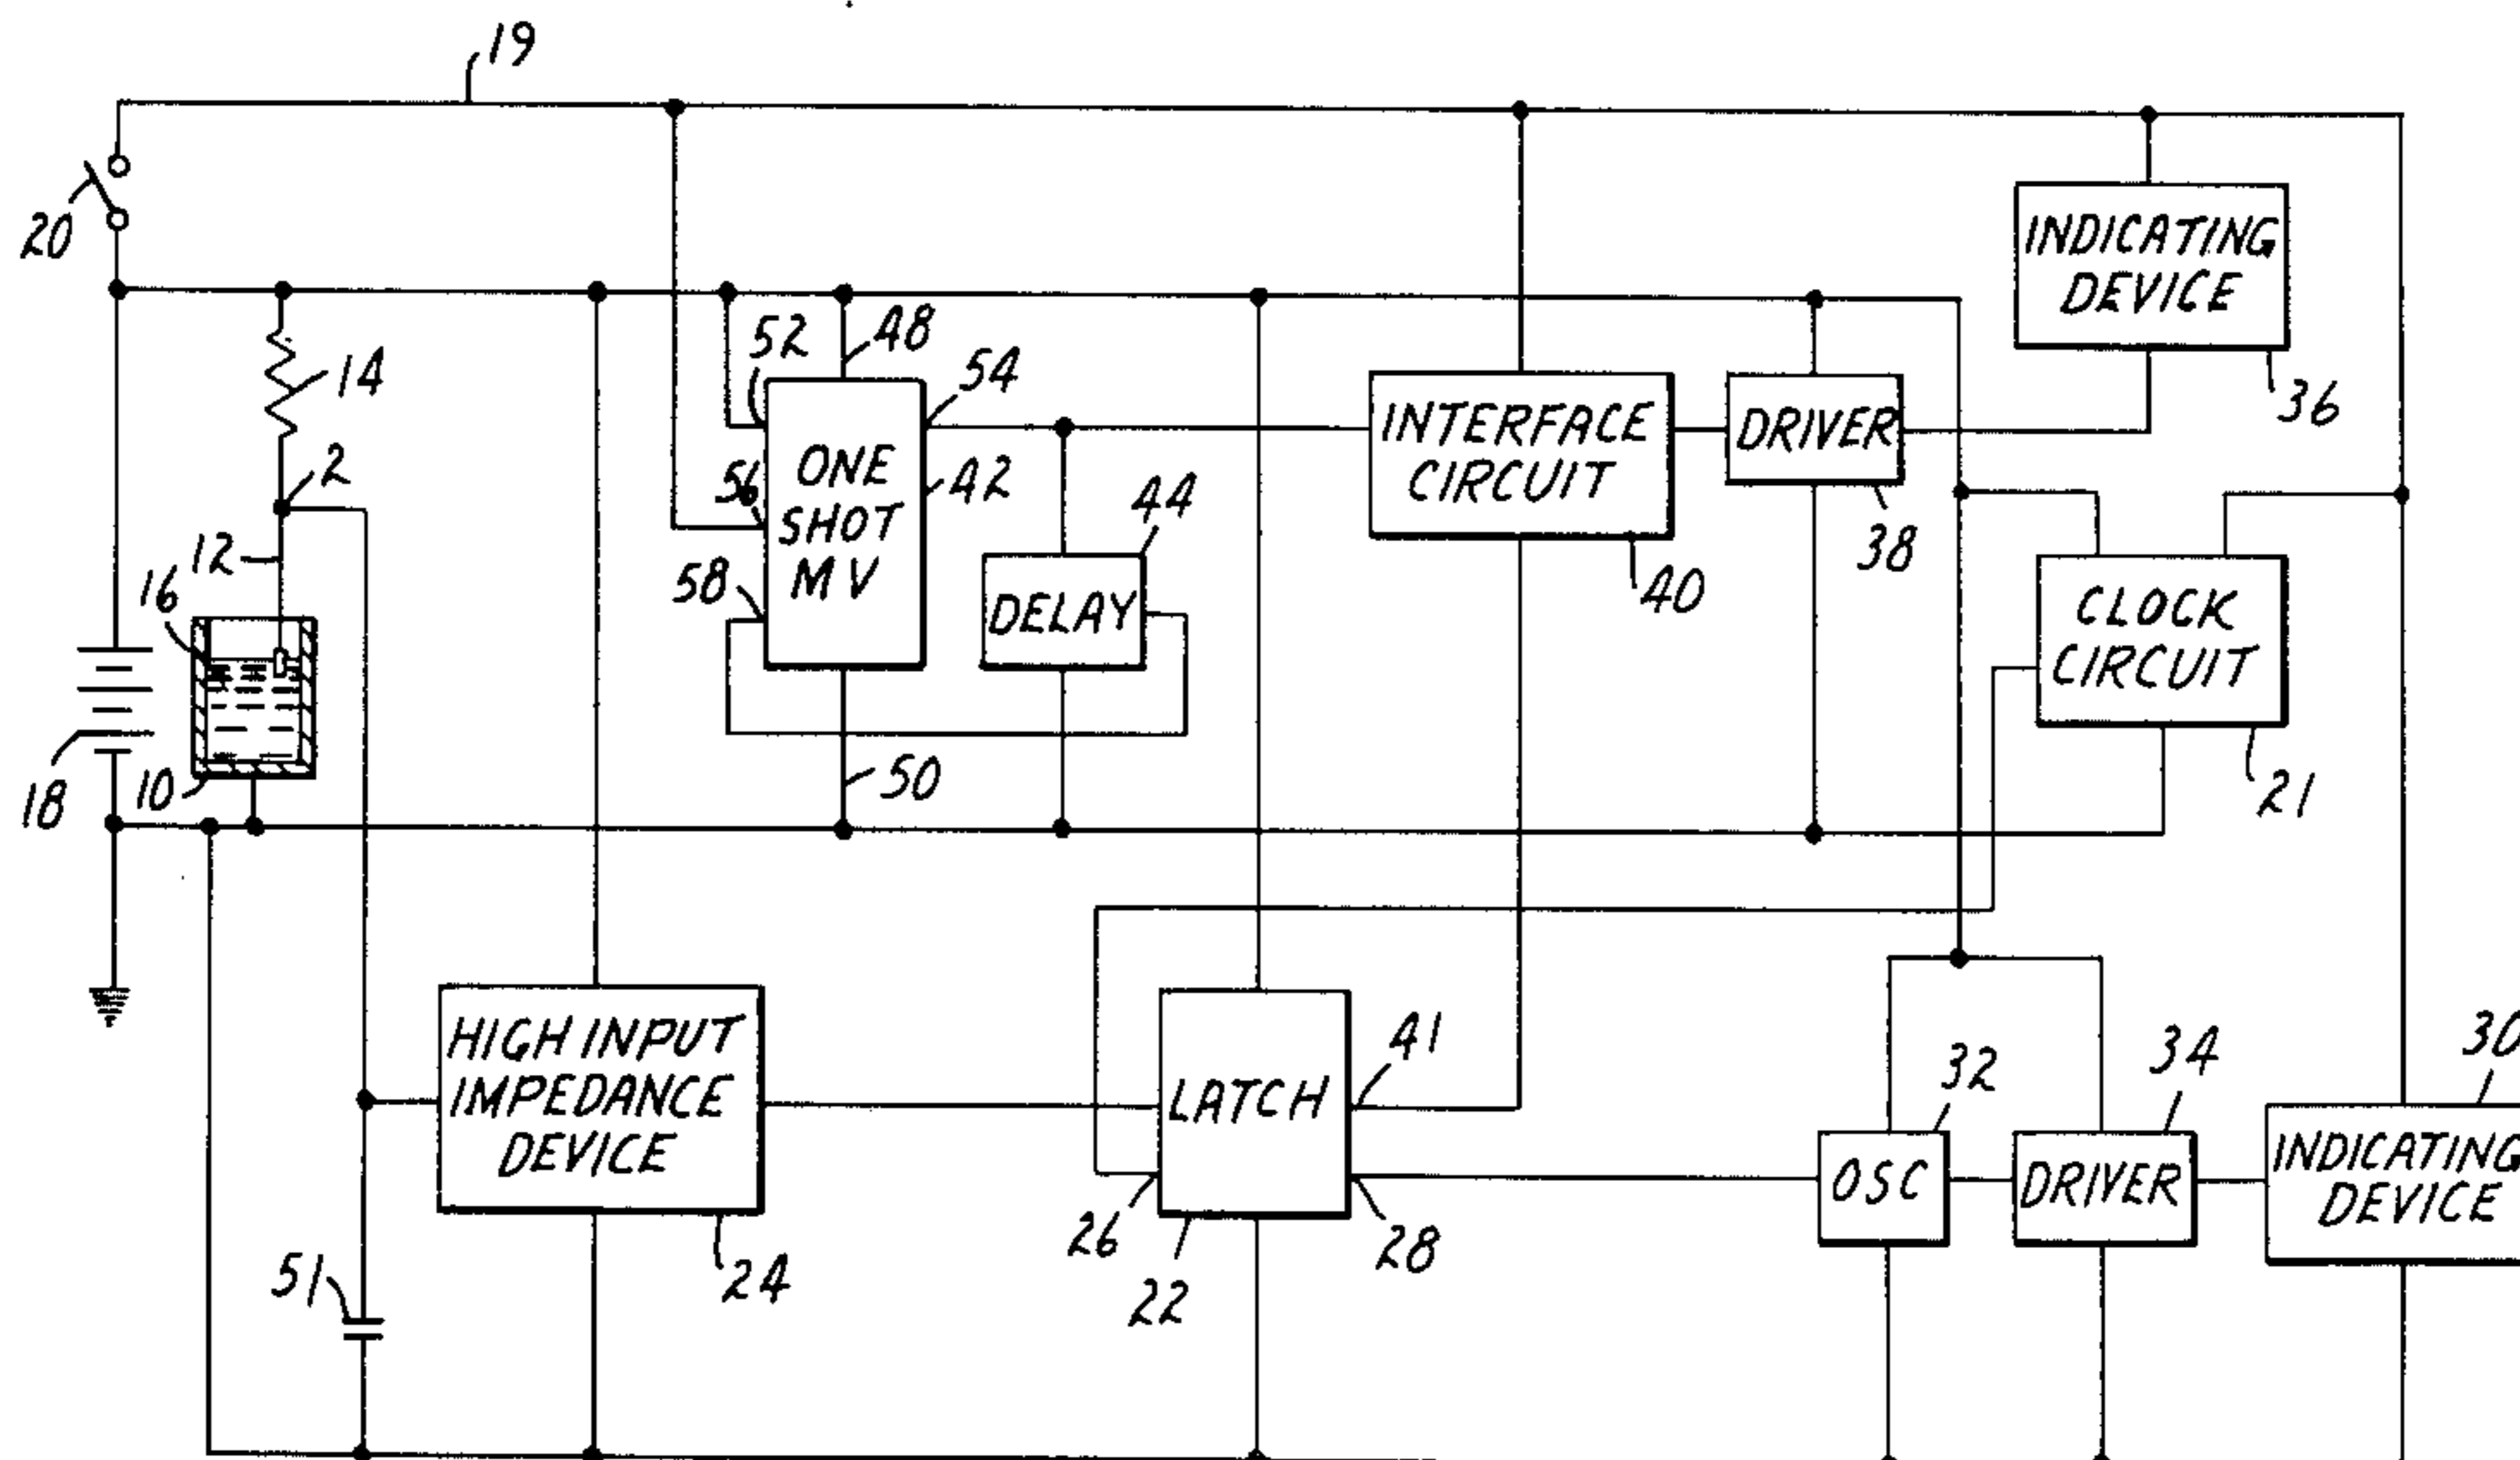 19
20
INDICATING
DEVICE
36
52
48
54
14
2
INTERFACE
CIRCUIT
DRIVER
38
40
ONE
SHOT
MV
42
44
56
58
DELAY
12
16
CLOCK
CIRCUIT
21
18
10
50
HIGH INPUT
IMPEDANCE
DEVICE
24
LATCH
41
26
22
28
32
34
30
OSC
DRIVER
INDICATING
DEVICE
51